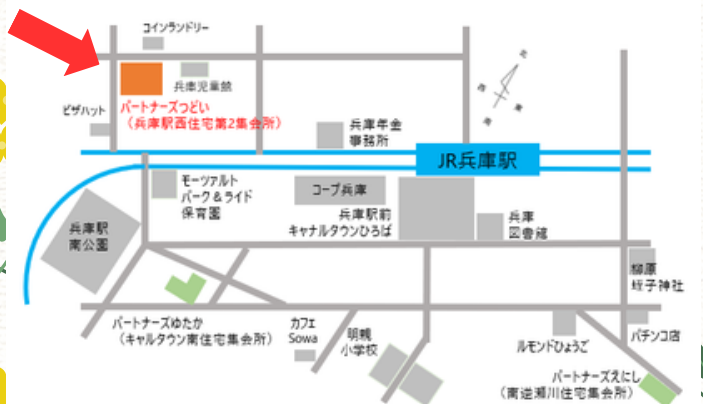 コインランドリー
兵庫児童館
ピザハット
パートナーズつどい
（兵庫駅西住宅第2集会所）
北
西
東
南
兵庫年金
事務所
JR兵庫駅
モーツァルト
パーク＆ライド
保育園
コープ兵庫
兵庫駅前
キャナルタウンひろば
兵庫
図書館
兵庫駅
南公園
柳原
蛭子神社
パートナーズゆたか
（キャルタウン南住宅集会所）
カフェ
Sowa
明親
小学校
ルモンドひょうご
パチンコ店
パートナーズえにし
（南逆瀬川住宅集会所）